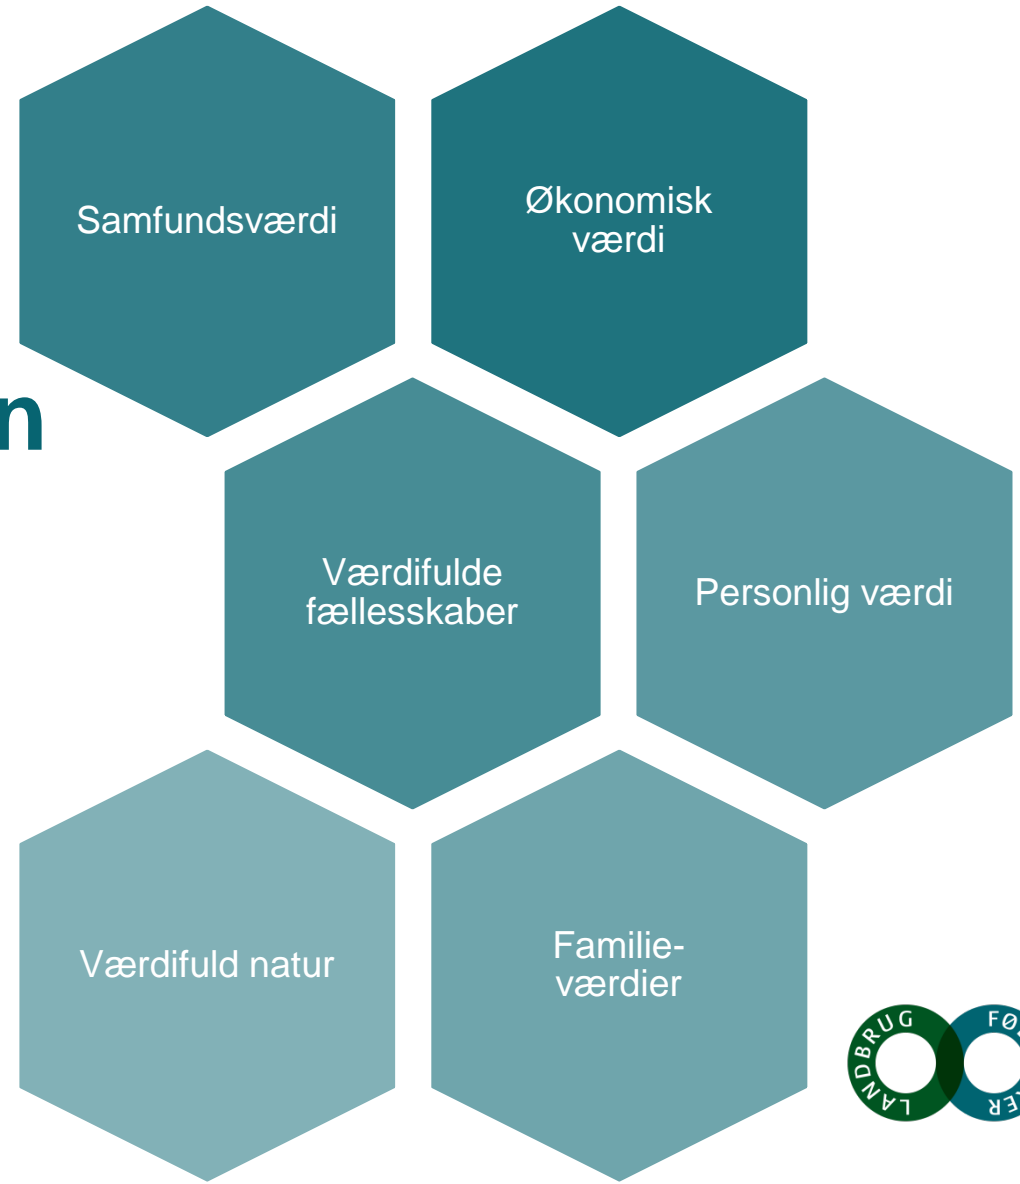 Samfundsværdi
Økonomisk
værdi
n
Værdifulde
fællesskaber
Personlig værdi
Værdifuld natur
Familie-
værdier
LANDBRUG